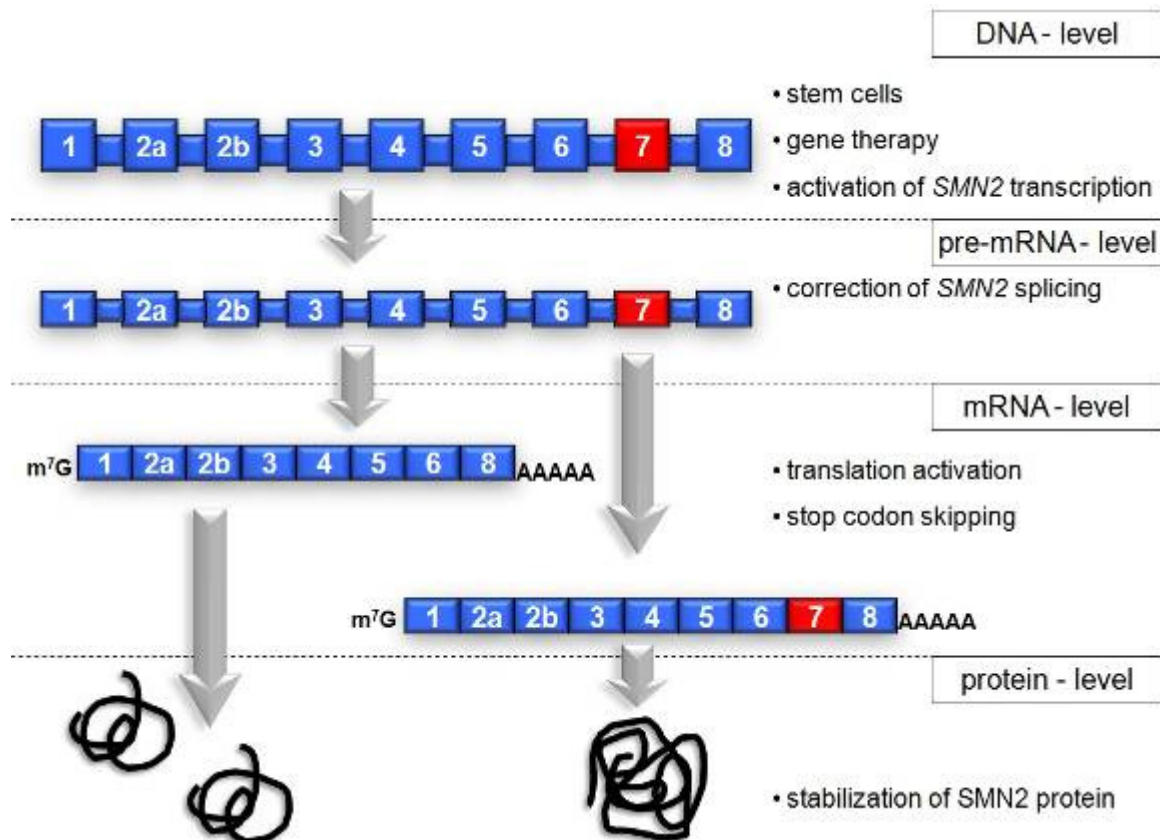 DNA - level
• stem cells
1 2a 2b 3 4 5 6 7 8
• gene therapy
• activation of SMN2 transcription
pre-mRNA - level
1 2a 2b 3 4 5 6 7 8
• correction of SMN2 splicing
mRNA - level
m⁷G 1 2a 2b 3 4 5 6 8 AAAAA
• translation activation
• stop codon skipping
m⁷G 1 2a 2b 3 4 5 6 7 8 AAAAA
protein - level
• stabilization of SMN2 protein